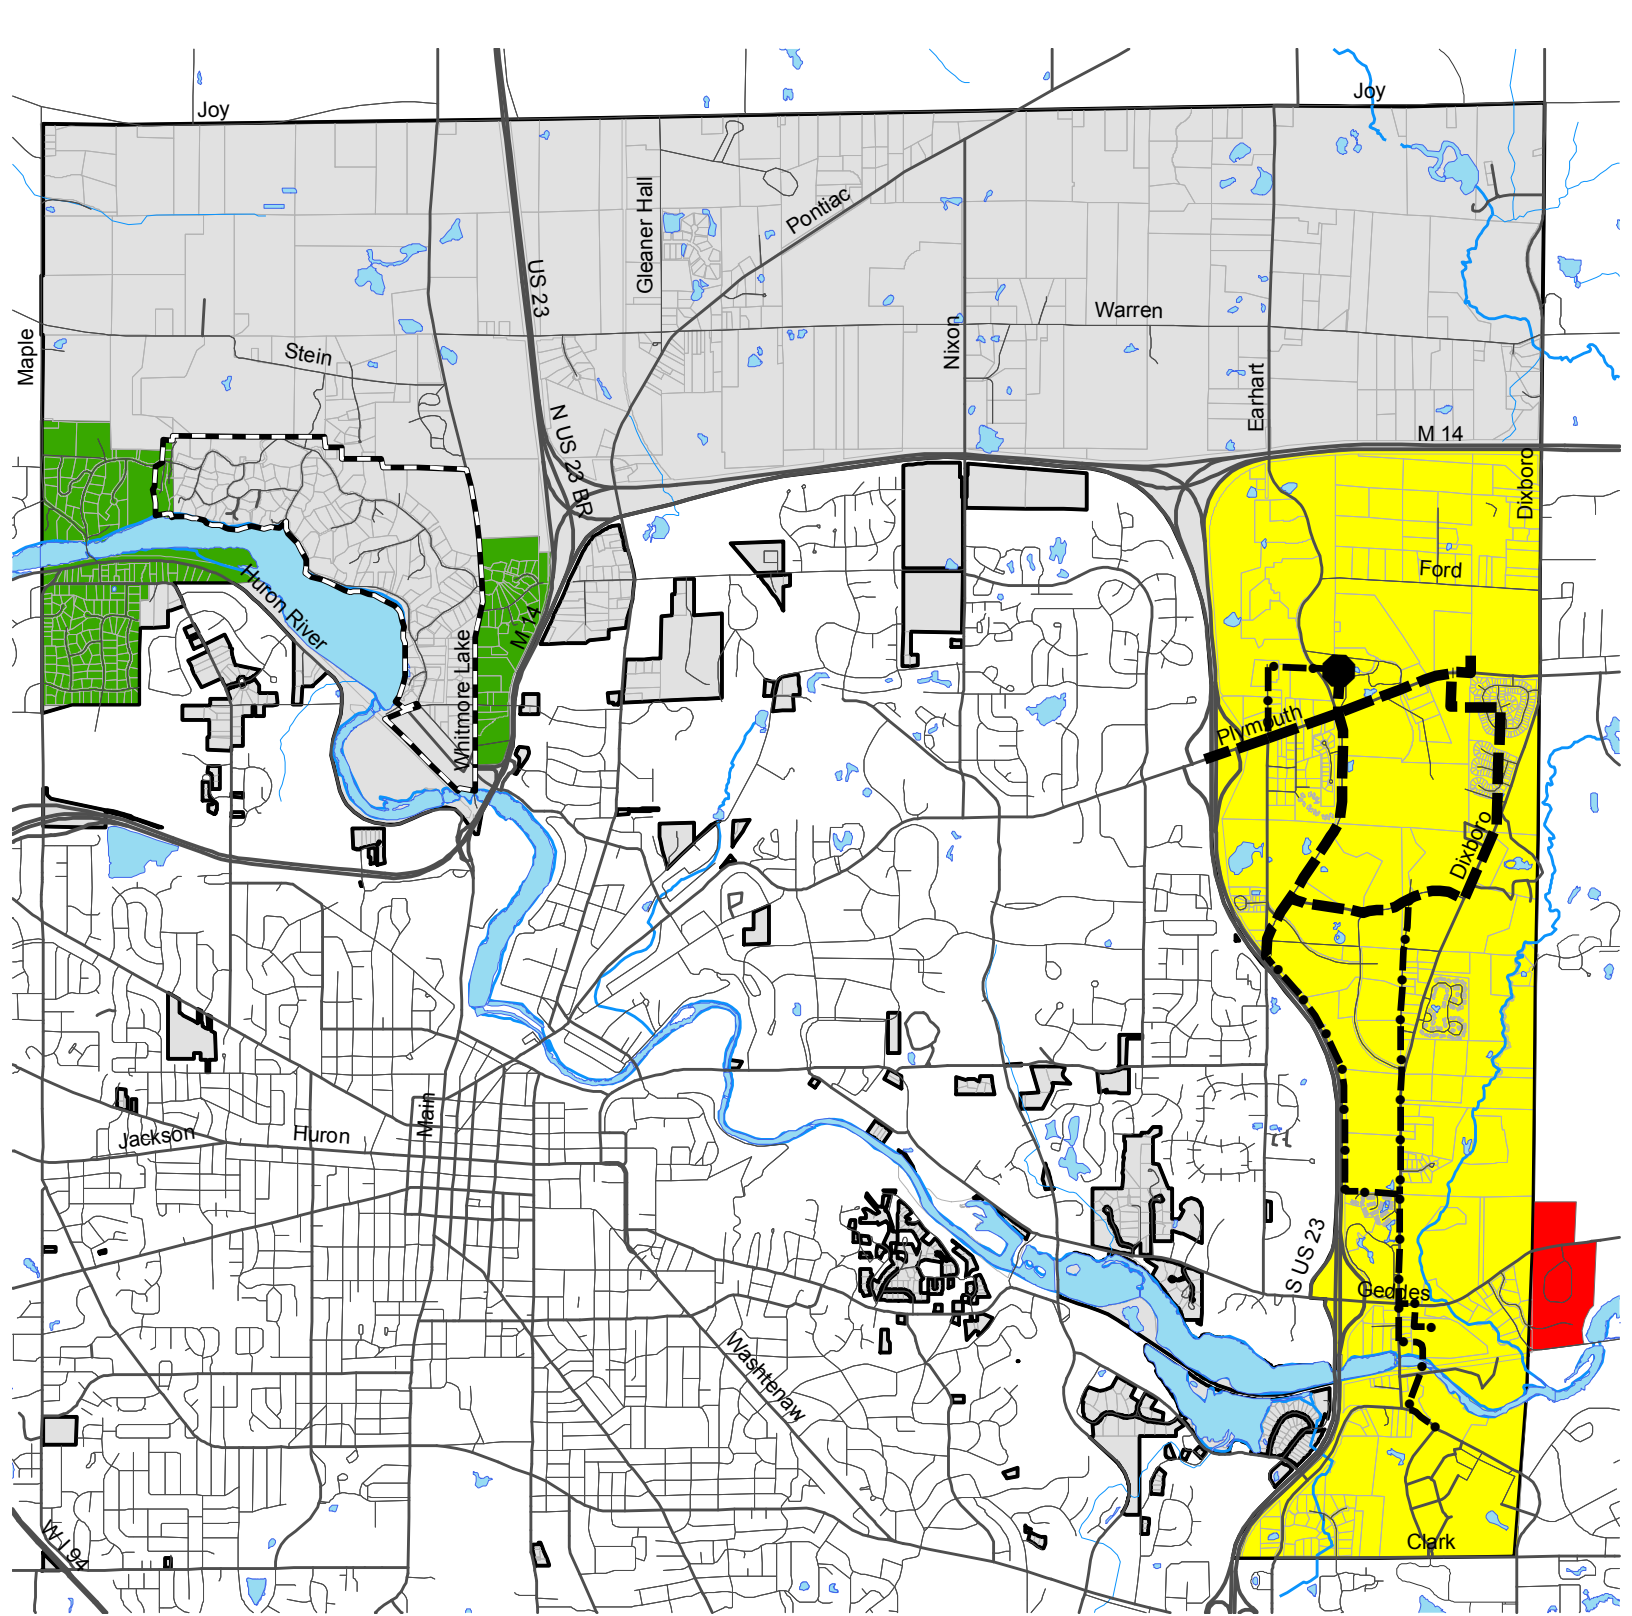 Joy
Joy
Gleaner Hall
Pontiac
US 23
Warren
Nixon
Maple
Stein
Earhart
N US 23 BR
M 14
Dixboro
Ford
Huron River
M 14
Whitmore Lake
Plymouth
Dixboro
Main
Jackson
Huron
S US 23
Geddes
Washtenaw
W I 94
Clark